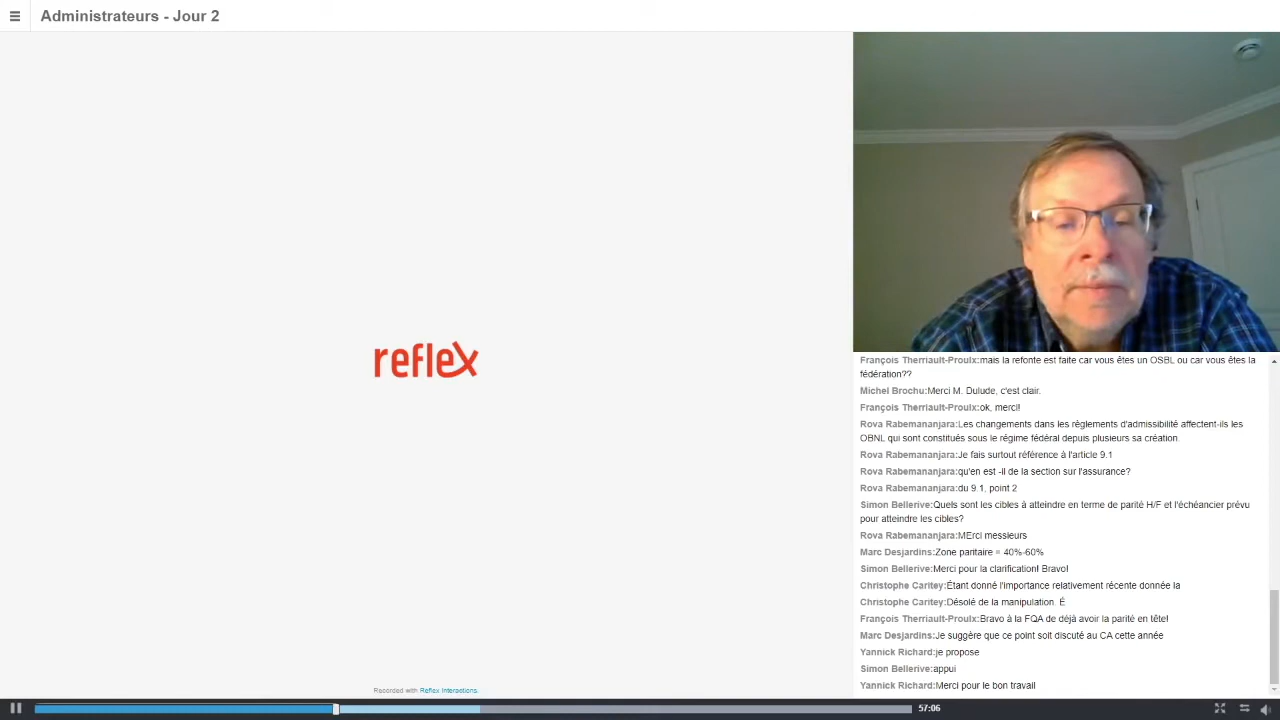 Administrateurs - Jour 2
reflex
François Therriault-Proulx:mais la refonte est faite car vous êtes un OSBL ou car vous êtes la
fédération??
Michel Brochu:Merci M. Dulude, c'est clair.
François Therriault-Proulx:ok, merci!
Rova Rabemananjara:Les changements dans les règlements d'admissibilité affectent-ils les
OBNL qui sont constitués sous le régime fédéral depuis plusieurs sa création.
Rova Rabemananjara:Je fais surtout référence à l'article 9.1
Rova Rabemananjara:qu'en est -il de la section sur l'assurance?
Rova Rabemananjara:du 9.1, point 2
Simon Bellerive:Quels sont les cibles à atteindre en terme de parité H/F et l'échéancier prévu
pour atteindre les cibles?
Rova Rabemananjara:MErci messieurs
Marc Desjardins:Zone paritaire = 40%-60%
Simon Bellerive:Merci pour la clarification! Bravo!
Christophe Caritey:Étant donné l'importance relativement récente donnée la
Christophe Caritey:Désolé de la manipulation. É
François Therriault-Proulx:Bravo à la FQA de déjà avoir la parité en tête!
Marc Desjardins:Je suggère que ce point soit discuté au CA cette année
Yannick Richard:je propose
Simon Bellerive:appui
Yannick Richard:Merci pour le bon travail
Recorded with Reflex Interactions.
57:06